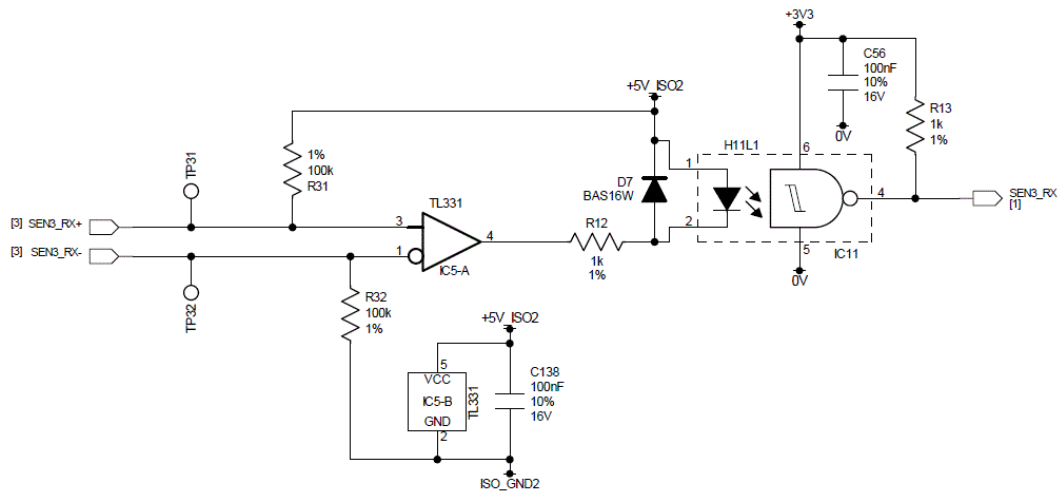 +3V3
C56
100nF
10%
16V
0V
R13
1k
1%
+5V_ISO2
H11L1
6
1
2
4
5
0V
IC11
SEN3_RX
[1]
D7
BAS16W
TP31
1%
100k
R31
TL331
[3] SEN3_RX+
3
4
R12
1k
1%
[3] SEN3_RX-
1
IC5-A
TP32
R32
100k
1%
+5V_ISO2
5
VCC
IC5-B
GND
2
TL331
C138
100nF
10%
16V
ISO_GND2